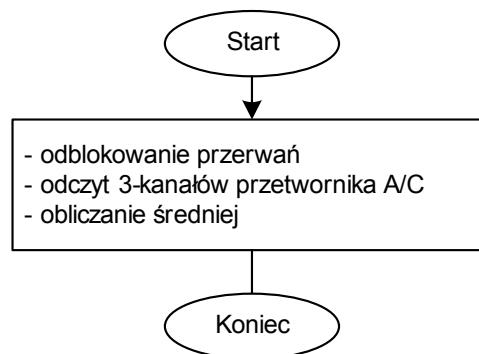 Start
- odblokowanie przerwań
- odczyt 3-kanałów przetwornika A/C
- obliczanie średniej
Koniec